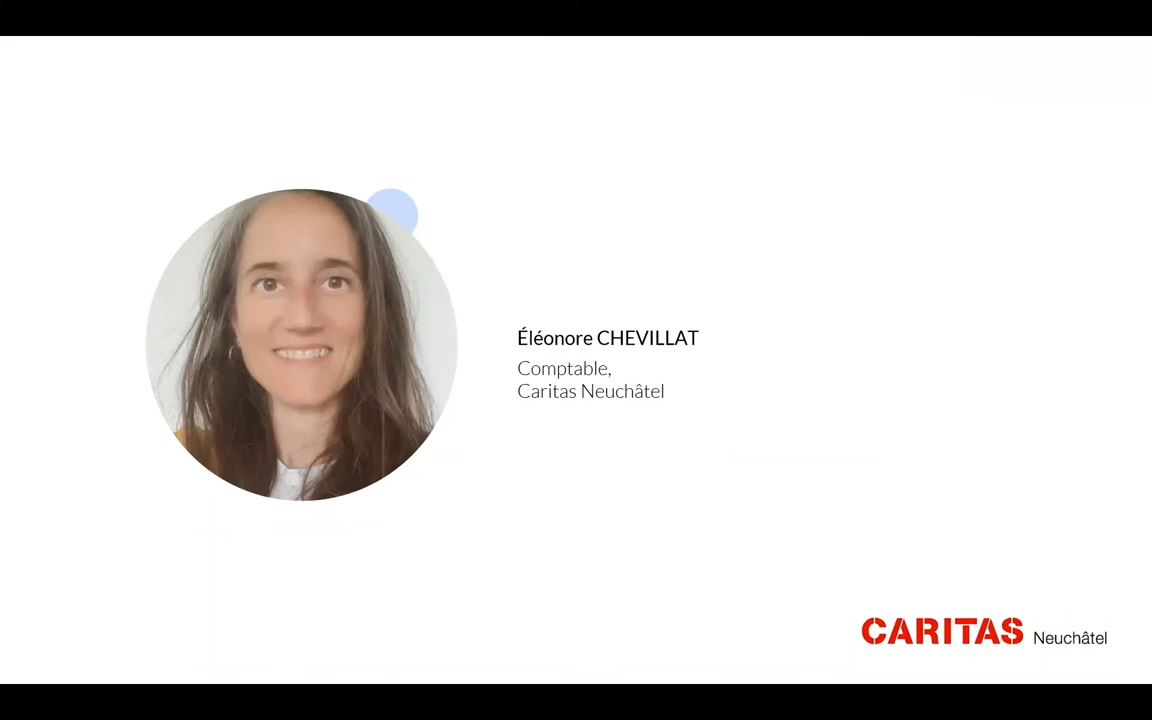 Éléonore CHEVILLAT
Comptable,
Caritas Neuchâtel
CARITAS Neuchâtel